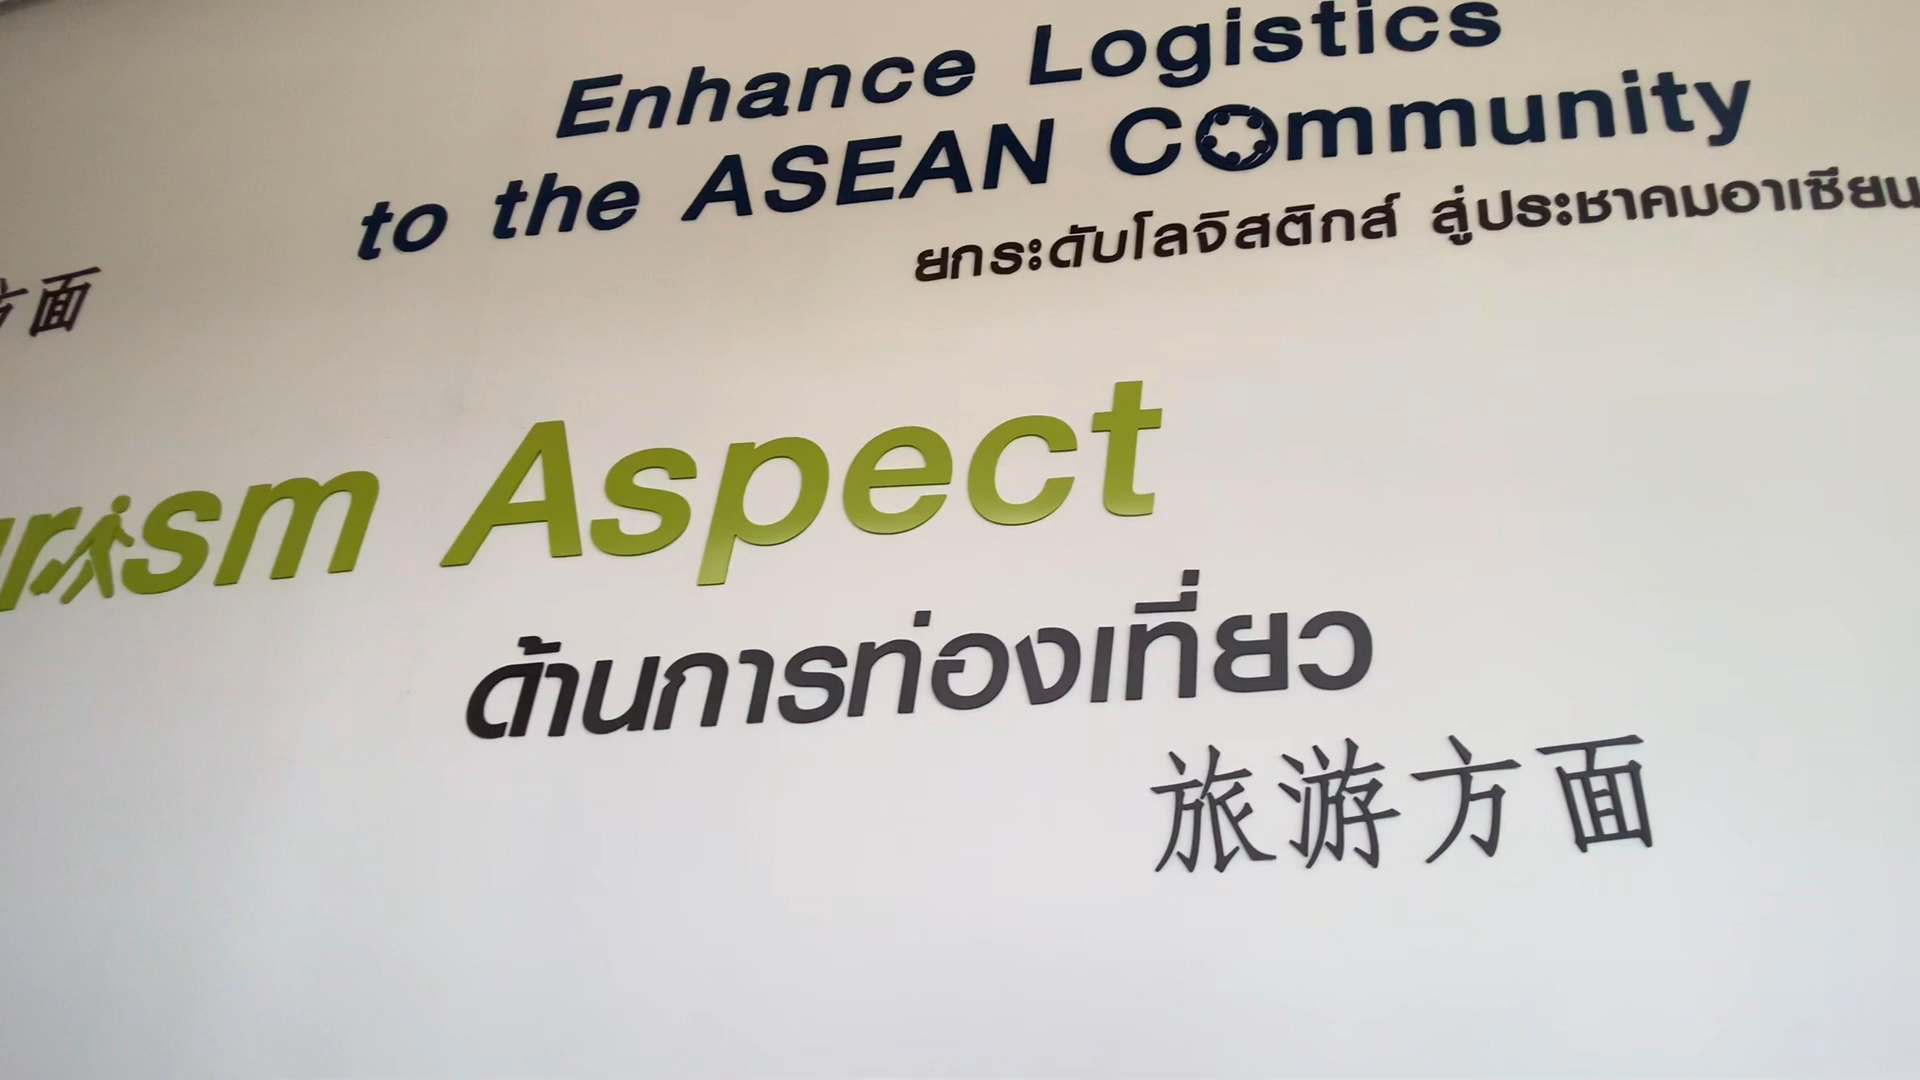 Enhance Logistics
to the ASEAN Community
ยกระดับโลจิสติกส์ สู่ประชาคมอาเซียน
方面
rism Aspect
ด้านการท่องเที่ยว
旅游方面